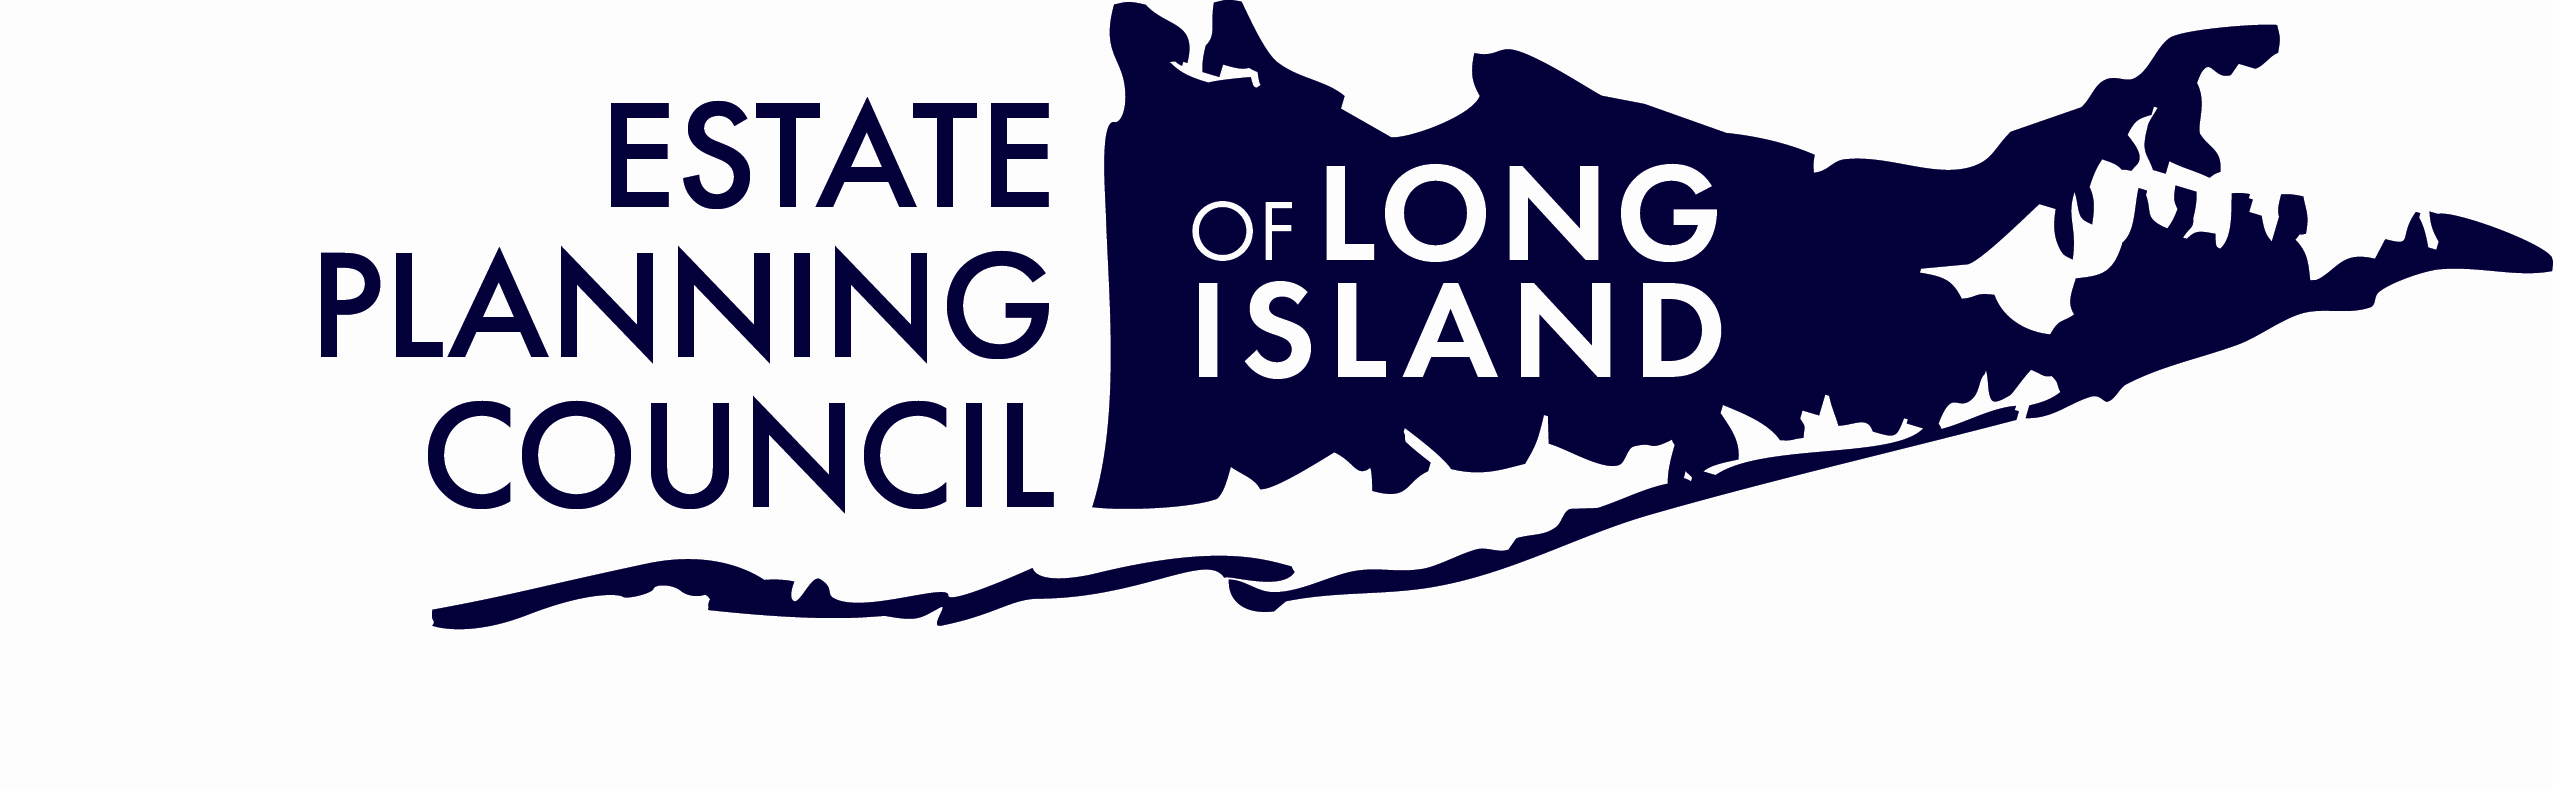 ESTATE
PLANNING
COUNCIL
OF LONG
ISLAND